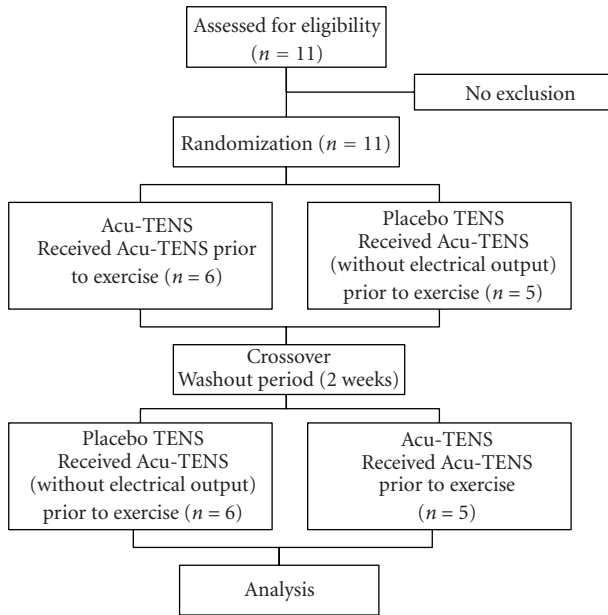 Assessed for eligibility
(n = 11)
No exclusion
Randomization (n = 11)
Acu-TENS
Received Acu-TENS prior
to exercise (n = 6)
Placebo TENS
Received Acu-TENS
(without electrical output)
prior to exercise (n = 5)
Crossover
Washout period (2 weeks)
Placebo TENS
Received Acu-TENS
(without electrical output)
prior to exercise (n = 6)
Acu-TENS
Received Acu-TENS
prior to exercise
(n = 5)
Analysis